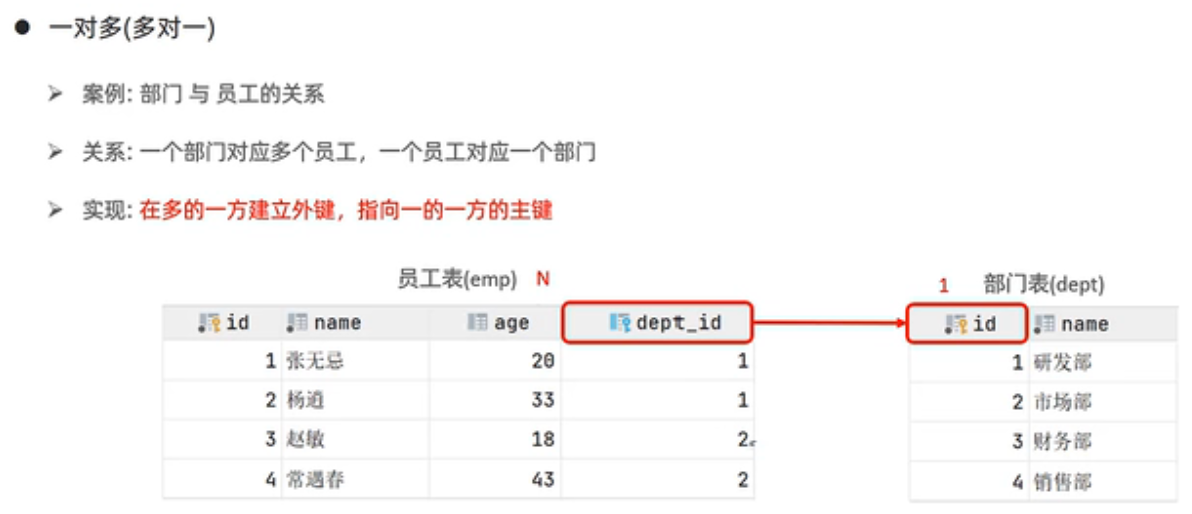 ● 一对多(多对一)
➢ 案例: 部门 与 员工的关系
➢ 关系: 一个部门对应多个员工，一个员工对应一个部门
➢ 实现: 在多的一方建立外键，指向一的一方的主键
员工表(emp) N 1 部门表(dept)
id name age dept_id id name
1 张无忌 20 1 1 研发部
2 杨逍 33 1 2 市场部
3 赵敏 18 2 3 财务部
4 常遇春 43 2 4 销售部